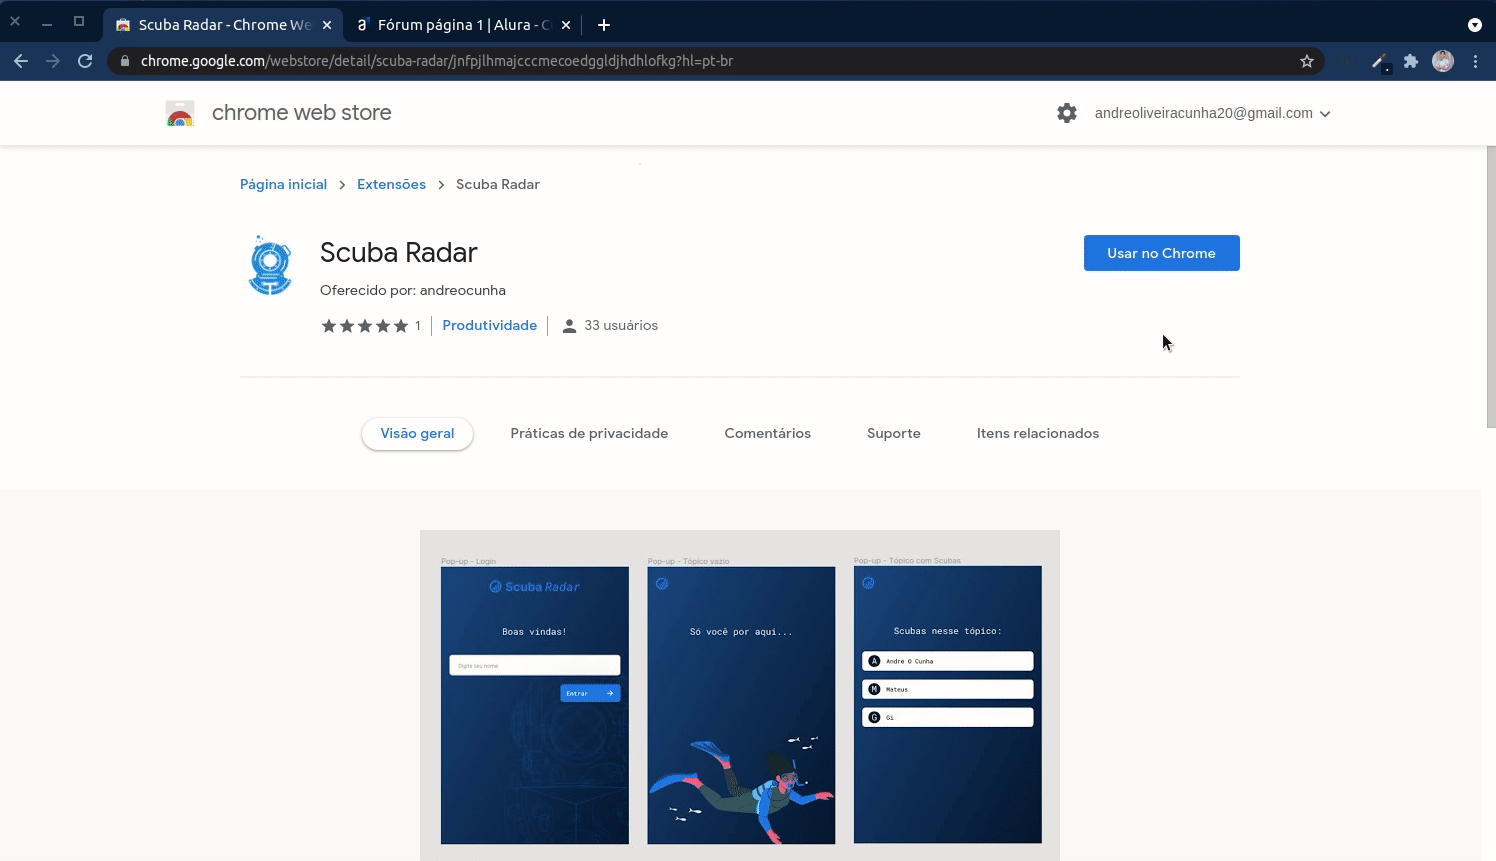 Scuba Radar - Chrome We
Fórum página 1 | Alura - C
chrome.google.com/webstore/detail/scuba-radar/jnfpjlhmajcccmecoedggldjhdhlofkg?hl=pt-br
chrome web store
andreoliveiracunha20@gmail.com
Página inicial > Extensões > Scuba Radar
Scuba Radar
Usar no Chrome
Oferecido por: andreocunha
1 Produtividade 33 usuários
Visão geral Práticas de privacidade Comentários Suporte Itens relacionados
Pop-up - Login
Scuba Radar
Boas vindas!
Digite seu nome
Entrar →
Pop-up - Tópico vazio
Só você por aqui...
Pop-up - Tópico com Scubas
Scubas nesse tópico:
A André O Cunha
M Mateus
G Gi